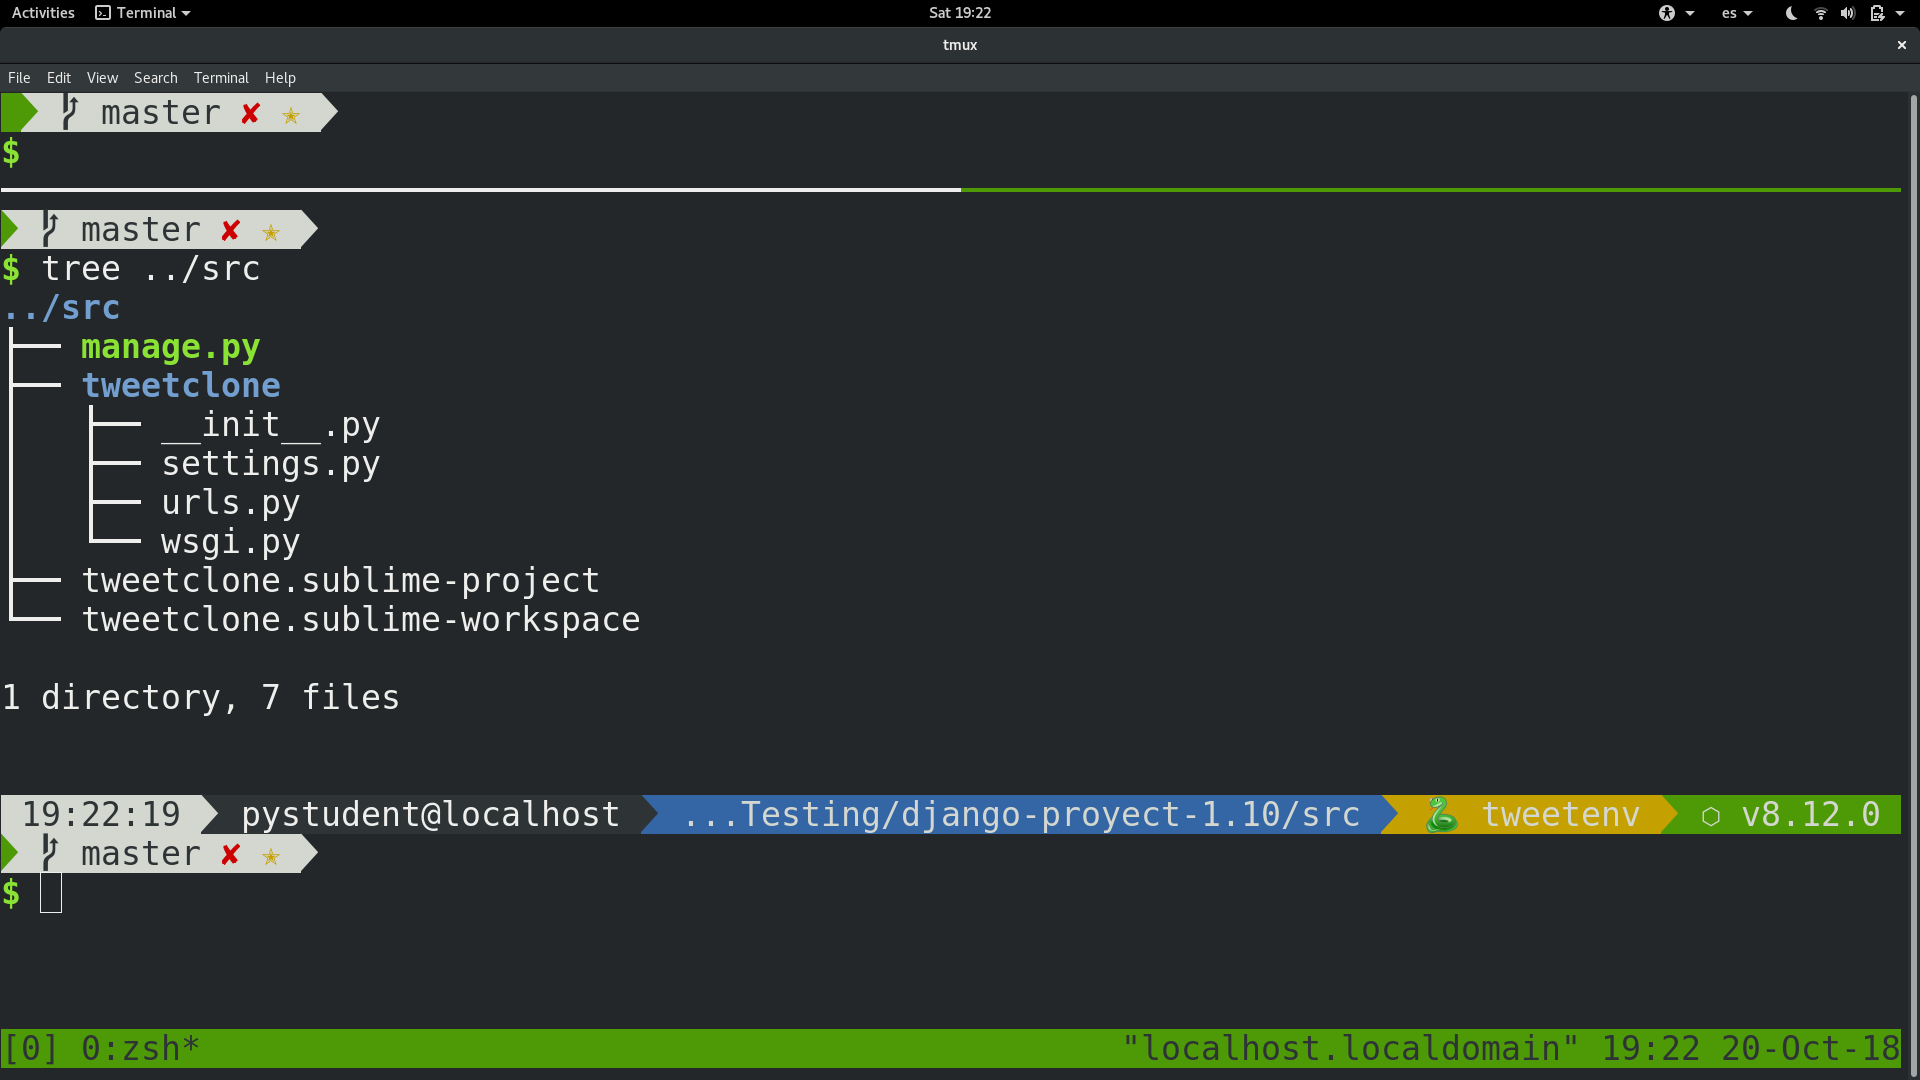 Activities Terminal Sat 19:22 es
tmux
File Edit View Search Terminal Help
master ✘ ★
$
master ✘ ★
$ tree ../src
../src
├── manage.py
├── tweetclone
│   ├── __init__.py
│   ├── settings.py
│   ├── urls.py
│   └── wsgi.py
├── tweetclone.sublime-project
└── tweetclone.sublime-workspace
1 directory, 7 files
19:22:19 pystudent@localhost ...Testing/django-proyect-1.10/src 🐍 tweetenv ⬡ v8.12.0
master ✘ ★
$
[0] 0:zsh* "localhost.localdomain" 19:22 20-Oct-18